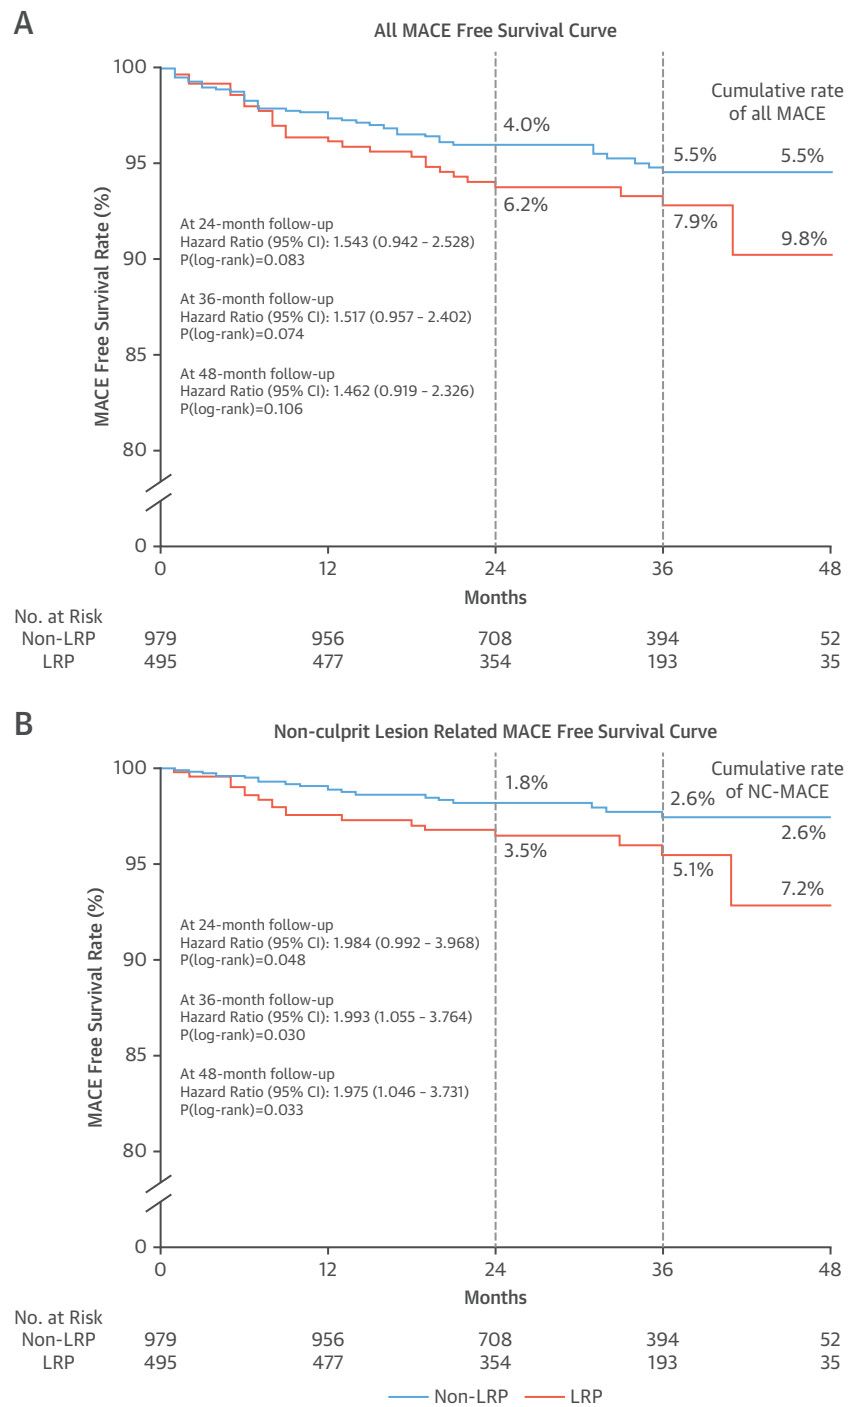 A
All MACE Free Survival Curve
MACE Free Survival Rate (%)
100
95
90
85
80
0
Cumulative rate
of all MACE
4.0%
5.5%
5.5%
6.2%
7.9%
9.8%
At 24-month follow-up
Hazard Ratio (95% CI): 1.543 (0.942 – 2.528)
P(log-rank)=0.083
At 36-month follow-up
Hazard Ratio (95% CI): 1.517 (0.957 – 2.402)
P(log-rank)=0.074
At 48-month follow-up
Hazard Ratio (95% CI): 1.462 (0.919 – 2.326)
P(log-rank)=0.106
0 12 24 36 48
Months
No. at Risk
Non-LRP 979 956 708 394 52
LRP 495 477 354 193 35
B
Non-culprit Lesion Related MACE Free Survival Curve
MACE Free Survival Rate (%)
100
95
90
85
80
0
Cumulative rate
of NC-MACE
1.8%
2.6%
2.6%
3.5%
5.1%
7.2%
At 24-month follow-up
Hazard Ratio (95% CI): 1.984 (0.992 – 3.968)
P(log-rank)=0.048
At 36-month follow-up
Hazard Ratio (95% CI): 1.993 (1.055 – 3.764)
P(log-rank)=0.030
At 48-month follow-up
Hazard Ratio (95% CI): 1.975 (1.046 – 3.731)
P(log-rank)=0.033
0 12 24 36 48
Months
No. at Risk
Non-LRP 979 956 708 394 52
LRP 495 477 354 193 35
Non-LRP LRP